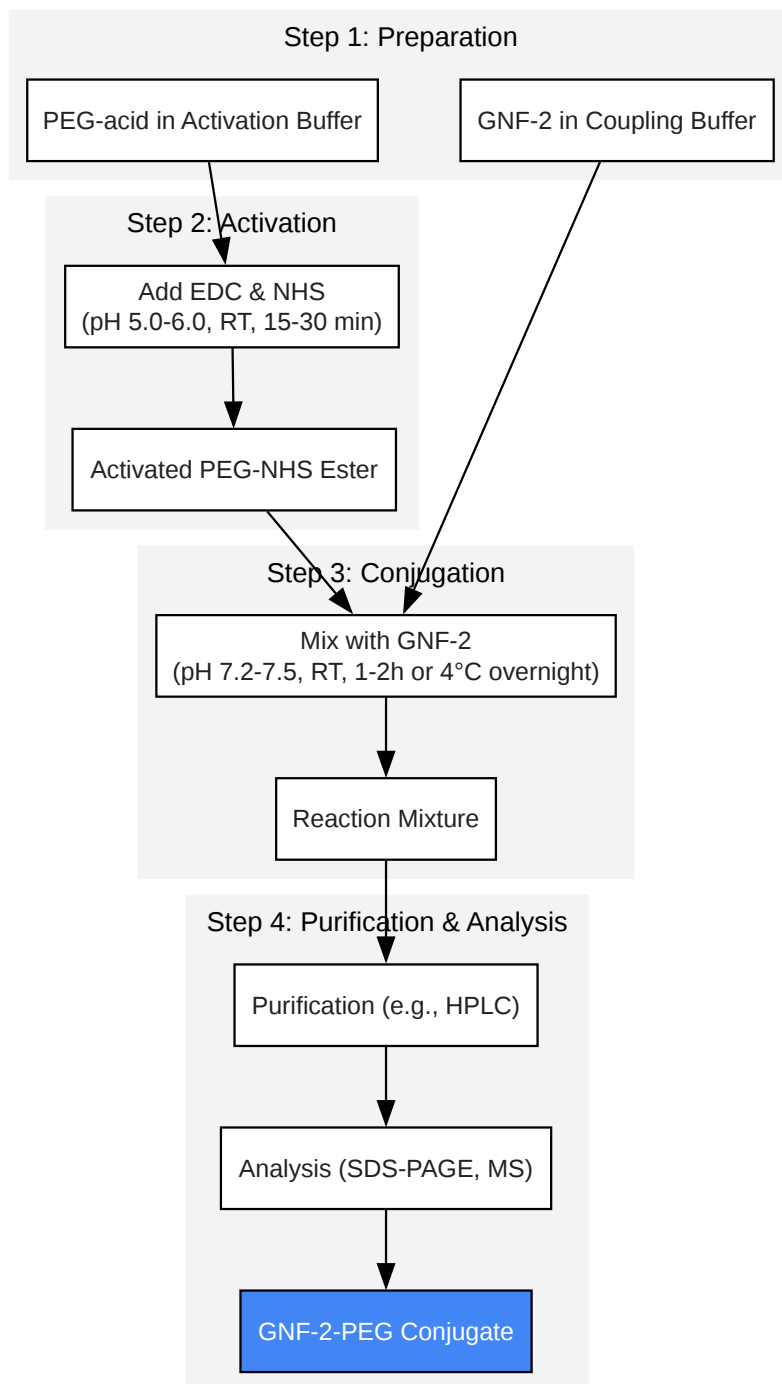 Step 1: Preparation
PEG-acid in Activation Buffer
GNF-2 in Coupling Buffer
Step 2: Activation
Add EDC & NHS
(pH 5.0-6.0, RT, 15-30 min)
Activated PEG-NHS Ester
Step 3: Conjugation
Mix with GNF-2
(pH 7.2-7.5, RT, 1-2h or 4°C overnight)
Reaction Mixture
Step 4: Purification & Analysis
Purification (e.g., HPLC)
Analysis (SDS-PAGE, MS)
GNF-2-PEG Conjugate